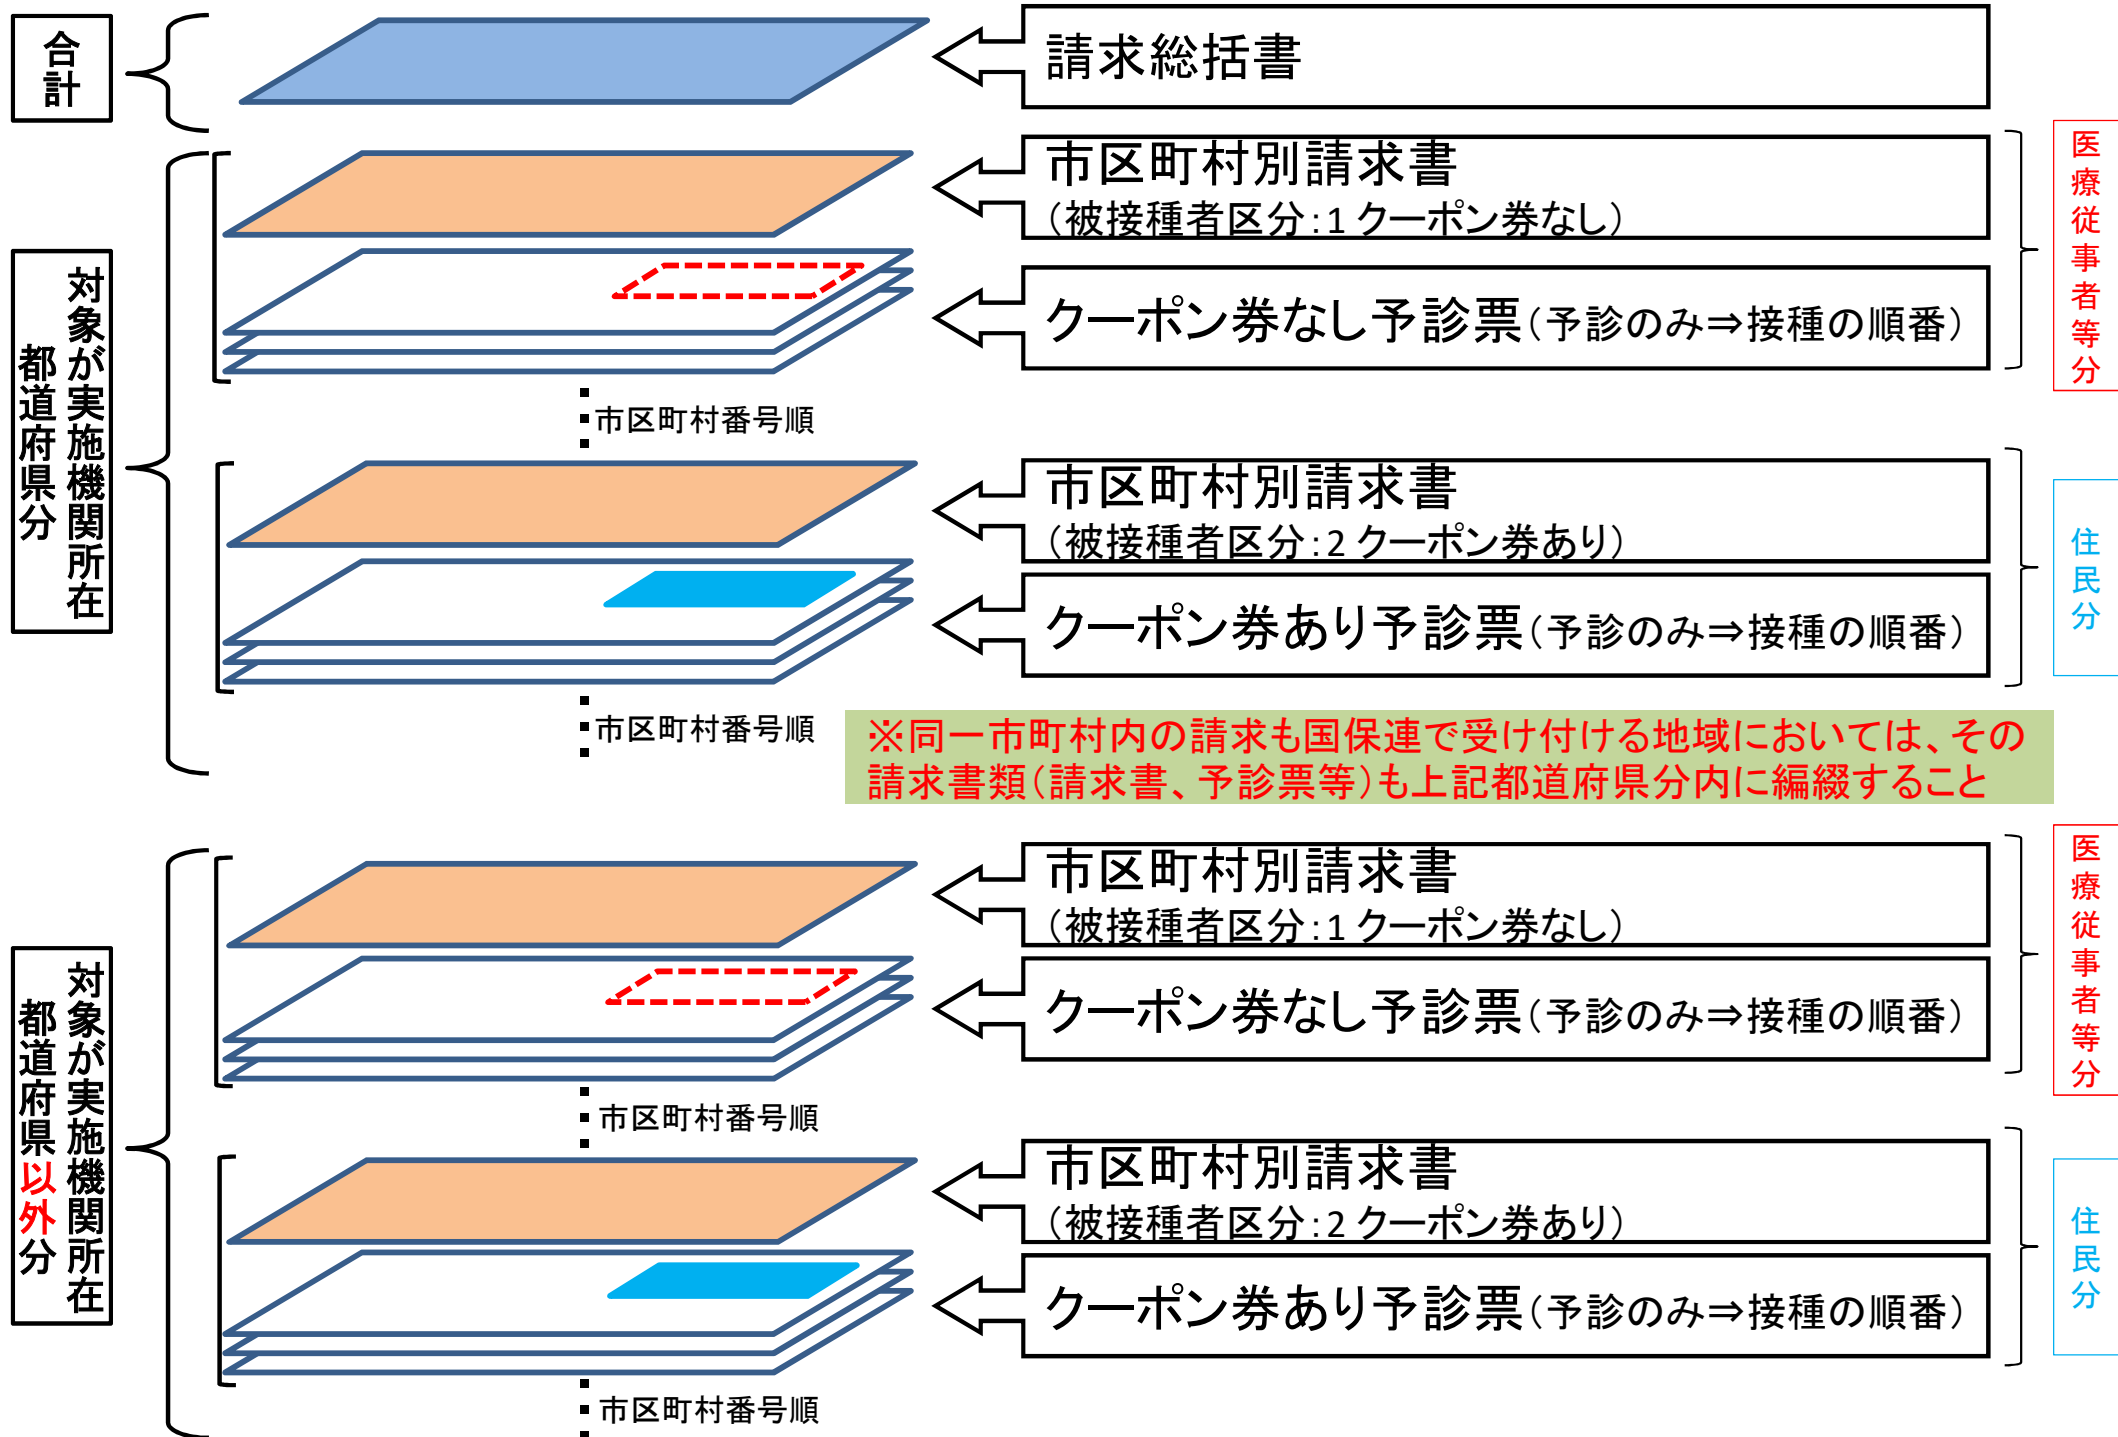 合計
請求総括書
対象が実施機関所在
都道府県分
市区町村別請求書
（被接種者区分：1 クーポン券なし）
クーポン券なし予診票（予診のみ⇒接種の順番）
医療従事者等分
市区町村番号順
市区町村別請求書
（被接種者区分：2 クーポン券あり）
クーポン券あり予診票（予診のみ⇒接種の順番）
住民分
市区町村番号順
※同一市町村内の請求も国保連で受け付ける地域においては、その
請求書類（請求書、予診票等）も上記都道府県分内に編綴すること
対象が実施機関所在
都道府県以外分
市区町村別請求書
（被接種者区分：1 クーポン券なし）
クーポン券なし予診票（予診のみ⇒接種の順番）
医療従事者等分
市区町村番号順
市区町村別請求書
（被接種者区分：2 クーポン券あり）
クーポン券あり予診票（予診のみ⇒接種の順番）
住民分
市区町村番号順